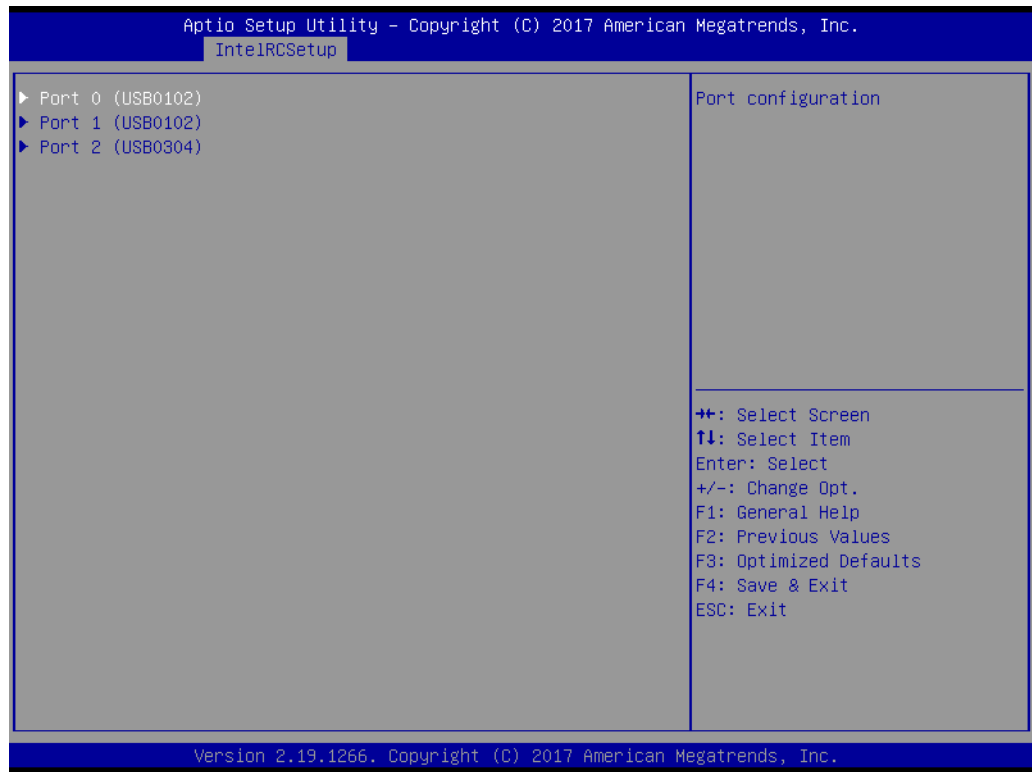 Aptio Setup Utility – Copyright (C) 2017 American Megatrends, Inc.
IntelRCSetup
▶ Port 0 (USB0102)
▶ Port 1 (USB0102)
▶ Port 2 (USB0304)
Port configuration
→←: Select Screen
↑↓: Select Item
Enter: Select
+/-: Change Opt.
F1: General Help
F2: Previous Values
F3: Optimized Defaults
F4: Save & Exit
ESC: Exit
Version 2.19.1266. Copyright (C) 2017 American Megatrends, Inc.